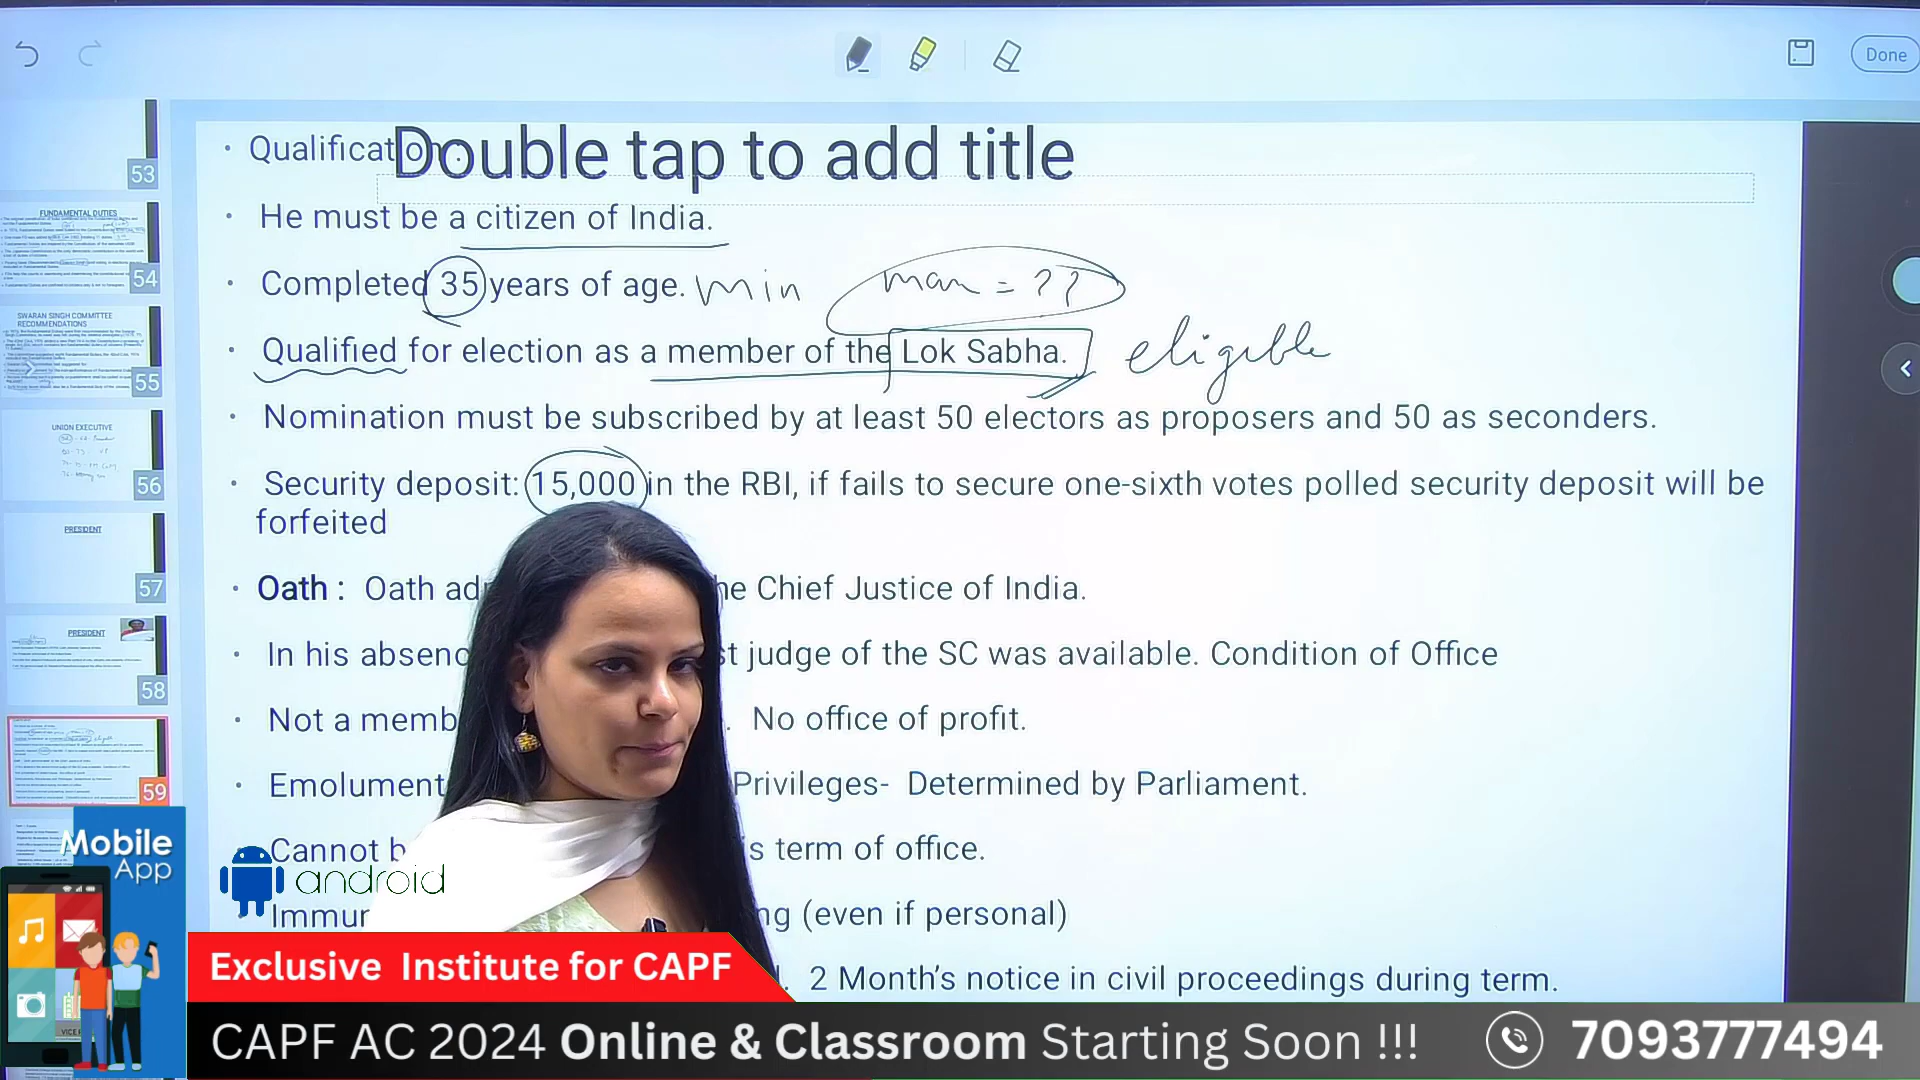 Done
Double tap to add title
• Qualificat
• He must be a citizen of India.
• Completed 35 years of age. min man = ??
• Qualified for election as a member of the Lok Sabha. eligible
• Nomination must be subscribed by at least 50 electors as proposers and 50 as seconders.
• Security deposit: 15,000 in the RBI, if fails to secure one-sixth votes polled security deposit will be
forfeited
• Oath : Oath ad he Chief Justice of India.
• In his absenc st judge of the SC was available. Condition of Office
• Not a memb . No office of profit.
• Emolument Privileges- Determined by Parliament.
• Cannot b is term of office.
• Immun ng (even if personal)
. 2 Month's notice in civil proceedings during term.
53
FUNDAMENTAL DUTIES
54
SWARAN SINGH COMMITTEE
RECOMMENDATIONS
55
UNION EXECUTIVE
56
PRESIDENT
57
PRESIDENT
58
59
Mobile
App
android
Exclusive Institute for CAPF
CAPF AC 2024 Online & Classroom Starting Soon !!!
7093777494